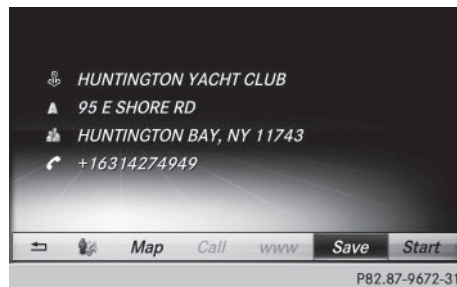 HUNTINGTON YACHT CLUB
A 95 E SHORE RD
HUNTINGTON BAY, NY 11743
+16314274949
Map Call www Save Start
P82.87-9672-31